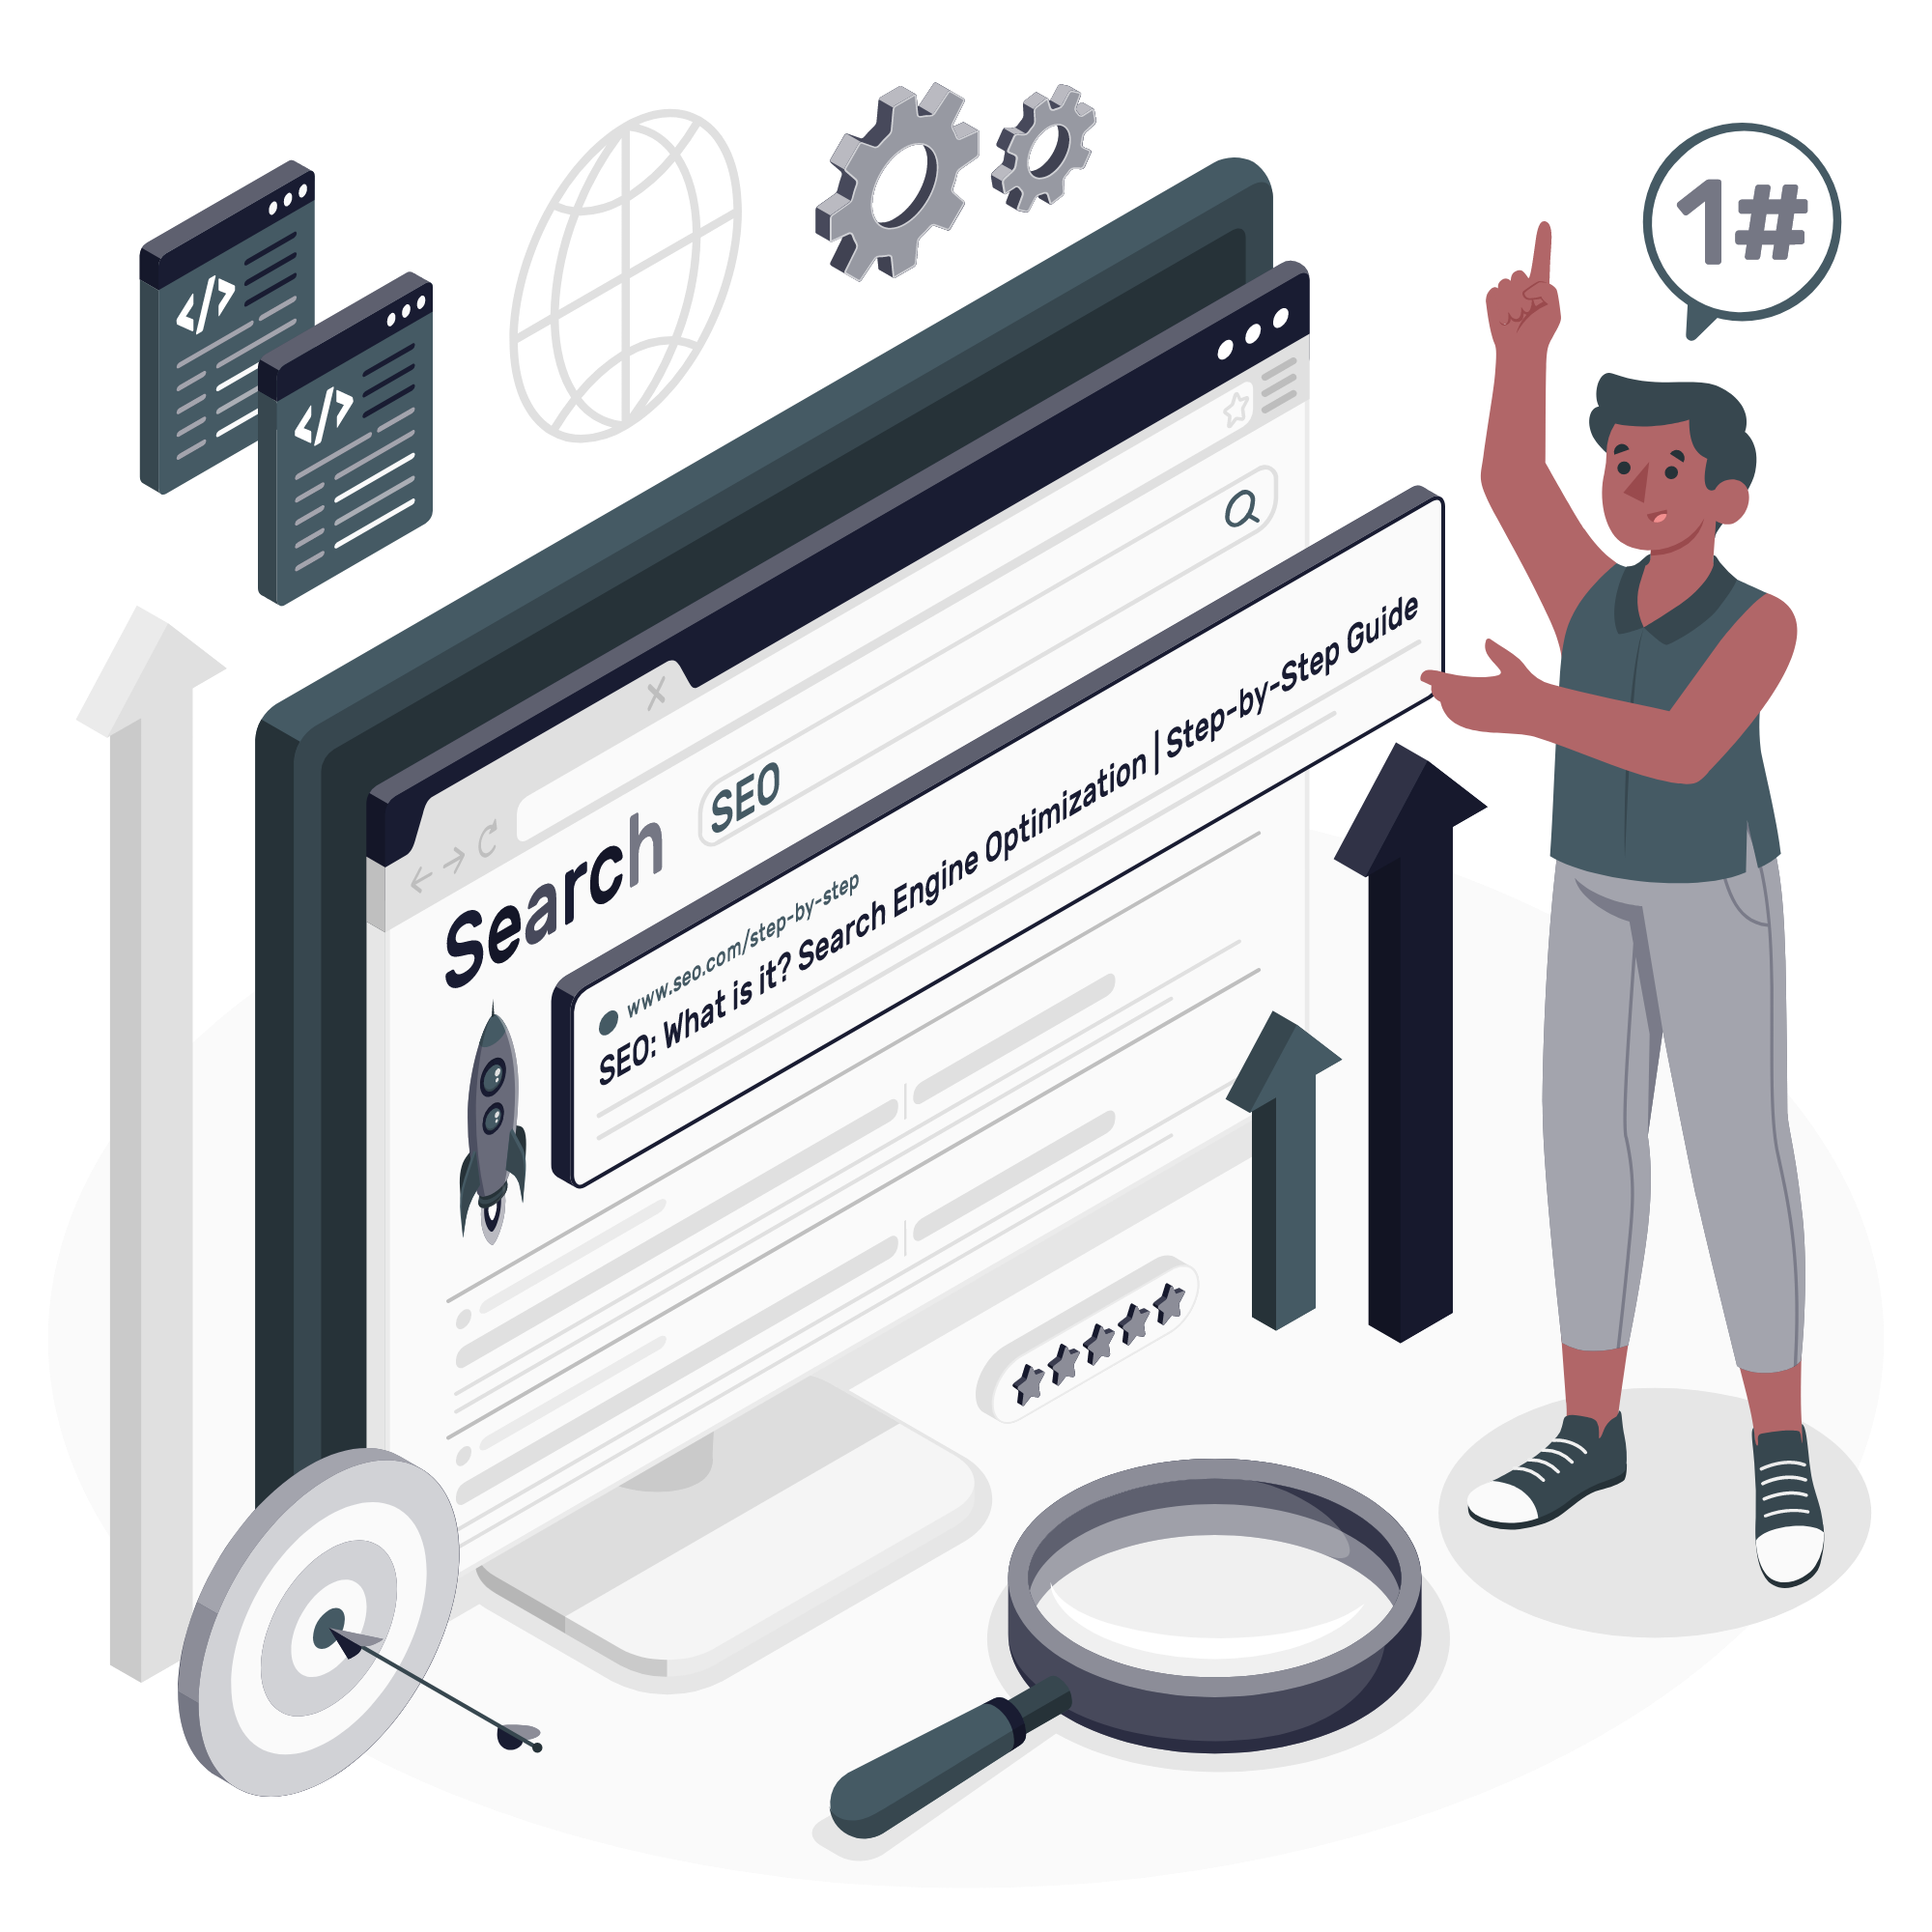 </>
</>
1#
SEO
Search
www.seo.com/step-by-step
SEO: What is it? Search Engine Optimization | Step-by-Step Guide